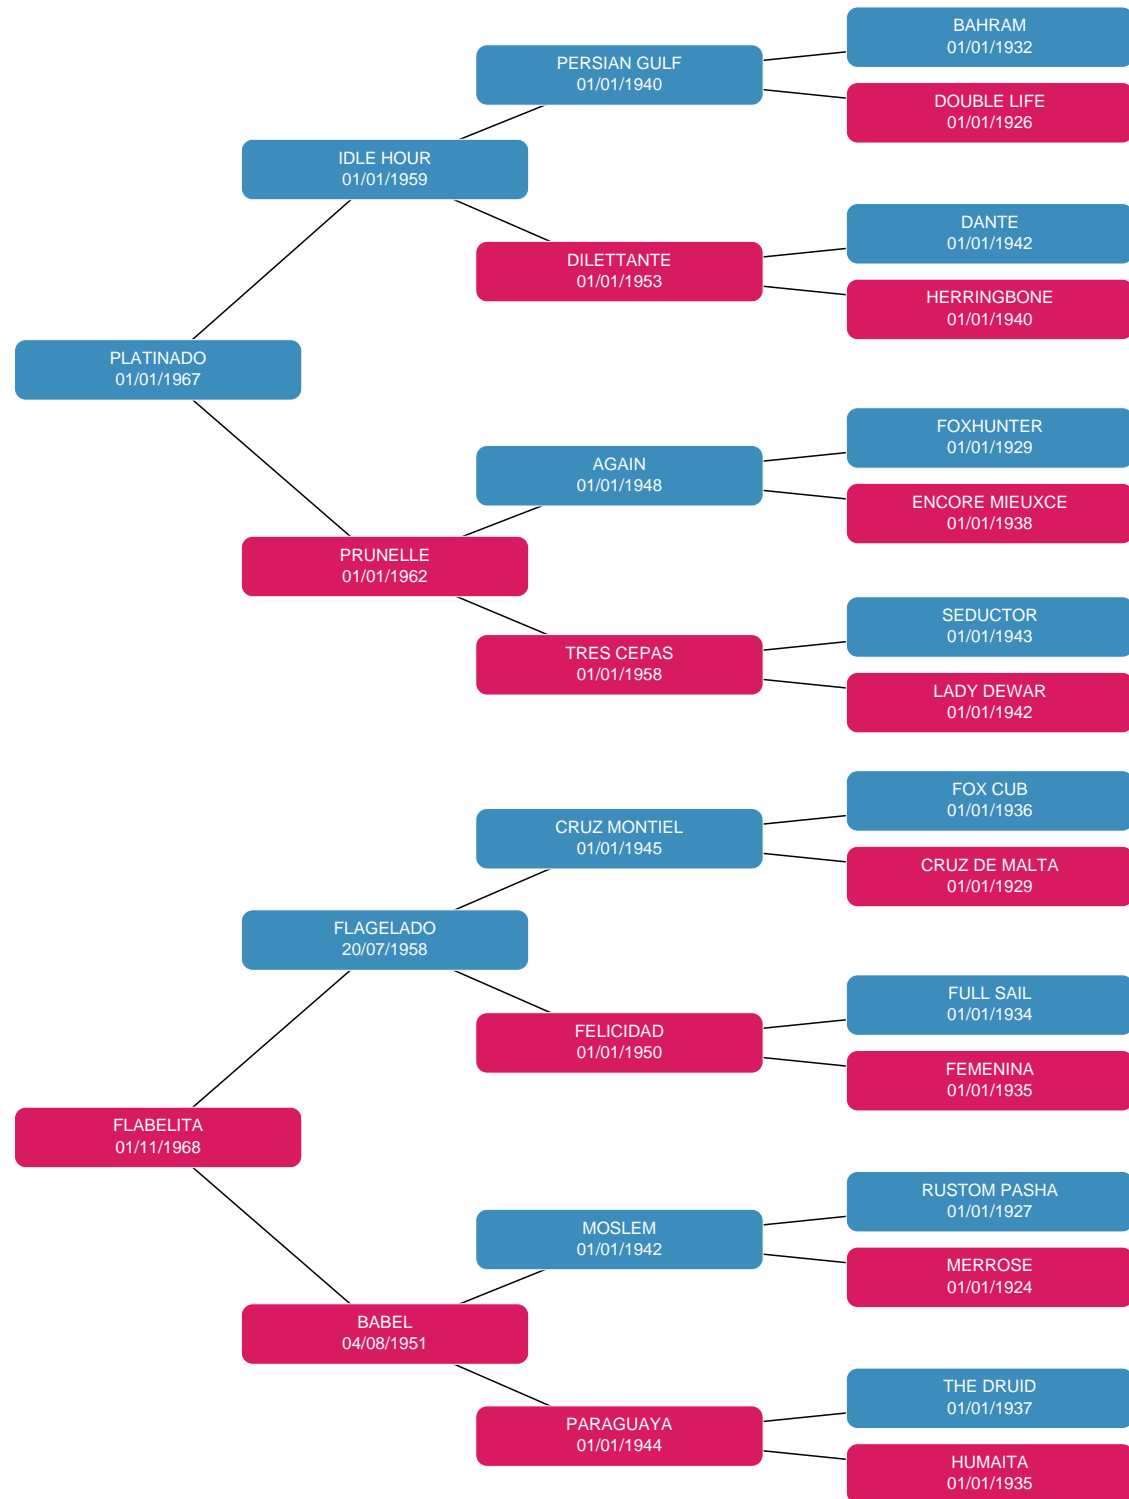 BAHRAM
01/01/1932
PERSIAN GULF
01/01/1940
DOUBLE LIFE
01/01/1926
IDLE HOUR
01/01/1959
DANTE
01/01/1942
DILETTANTE
01/01/1953
HERRINGBONE
01/01/1940
PLATINADO
01/01/1967
FOXHUNTER
01/01/1929
AGAIN
01/01/1948
ENCORE MIEUXCE
01/01/1938
PRUNELLE
01/01/1962
SEDUCTOR
01/01/1943
TRES CEPAS
01/01/1958
LADY DEWAR
01/01/1942
FOX CUB
01/01/1936
CRUZ MONTIEL
01/01/1945
CRUZ DE MALTA
01/01/1929
FLAGELADO
20/07/1958
FULL SAIL
01/01/1934
FELICIDAD
01/01/1950
FEMENINA
01/01/1935
FLABELITA
01/11/1968
RUSTOM PASHA
01/01/1927
MOSLEM
01/01/1942
MERROSE
01/01/1924
BABEL
04/08/1951
THE DRUID
01/01/1937
PARAGUAYA
01/01/1944
HUMAITA
01/01/1935